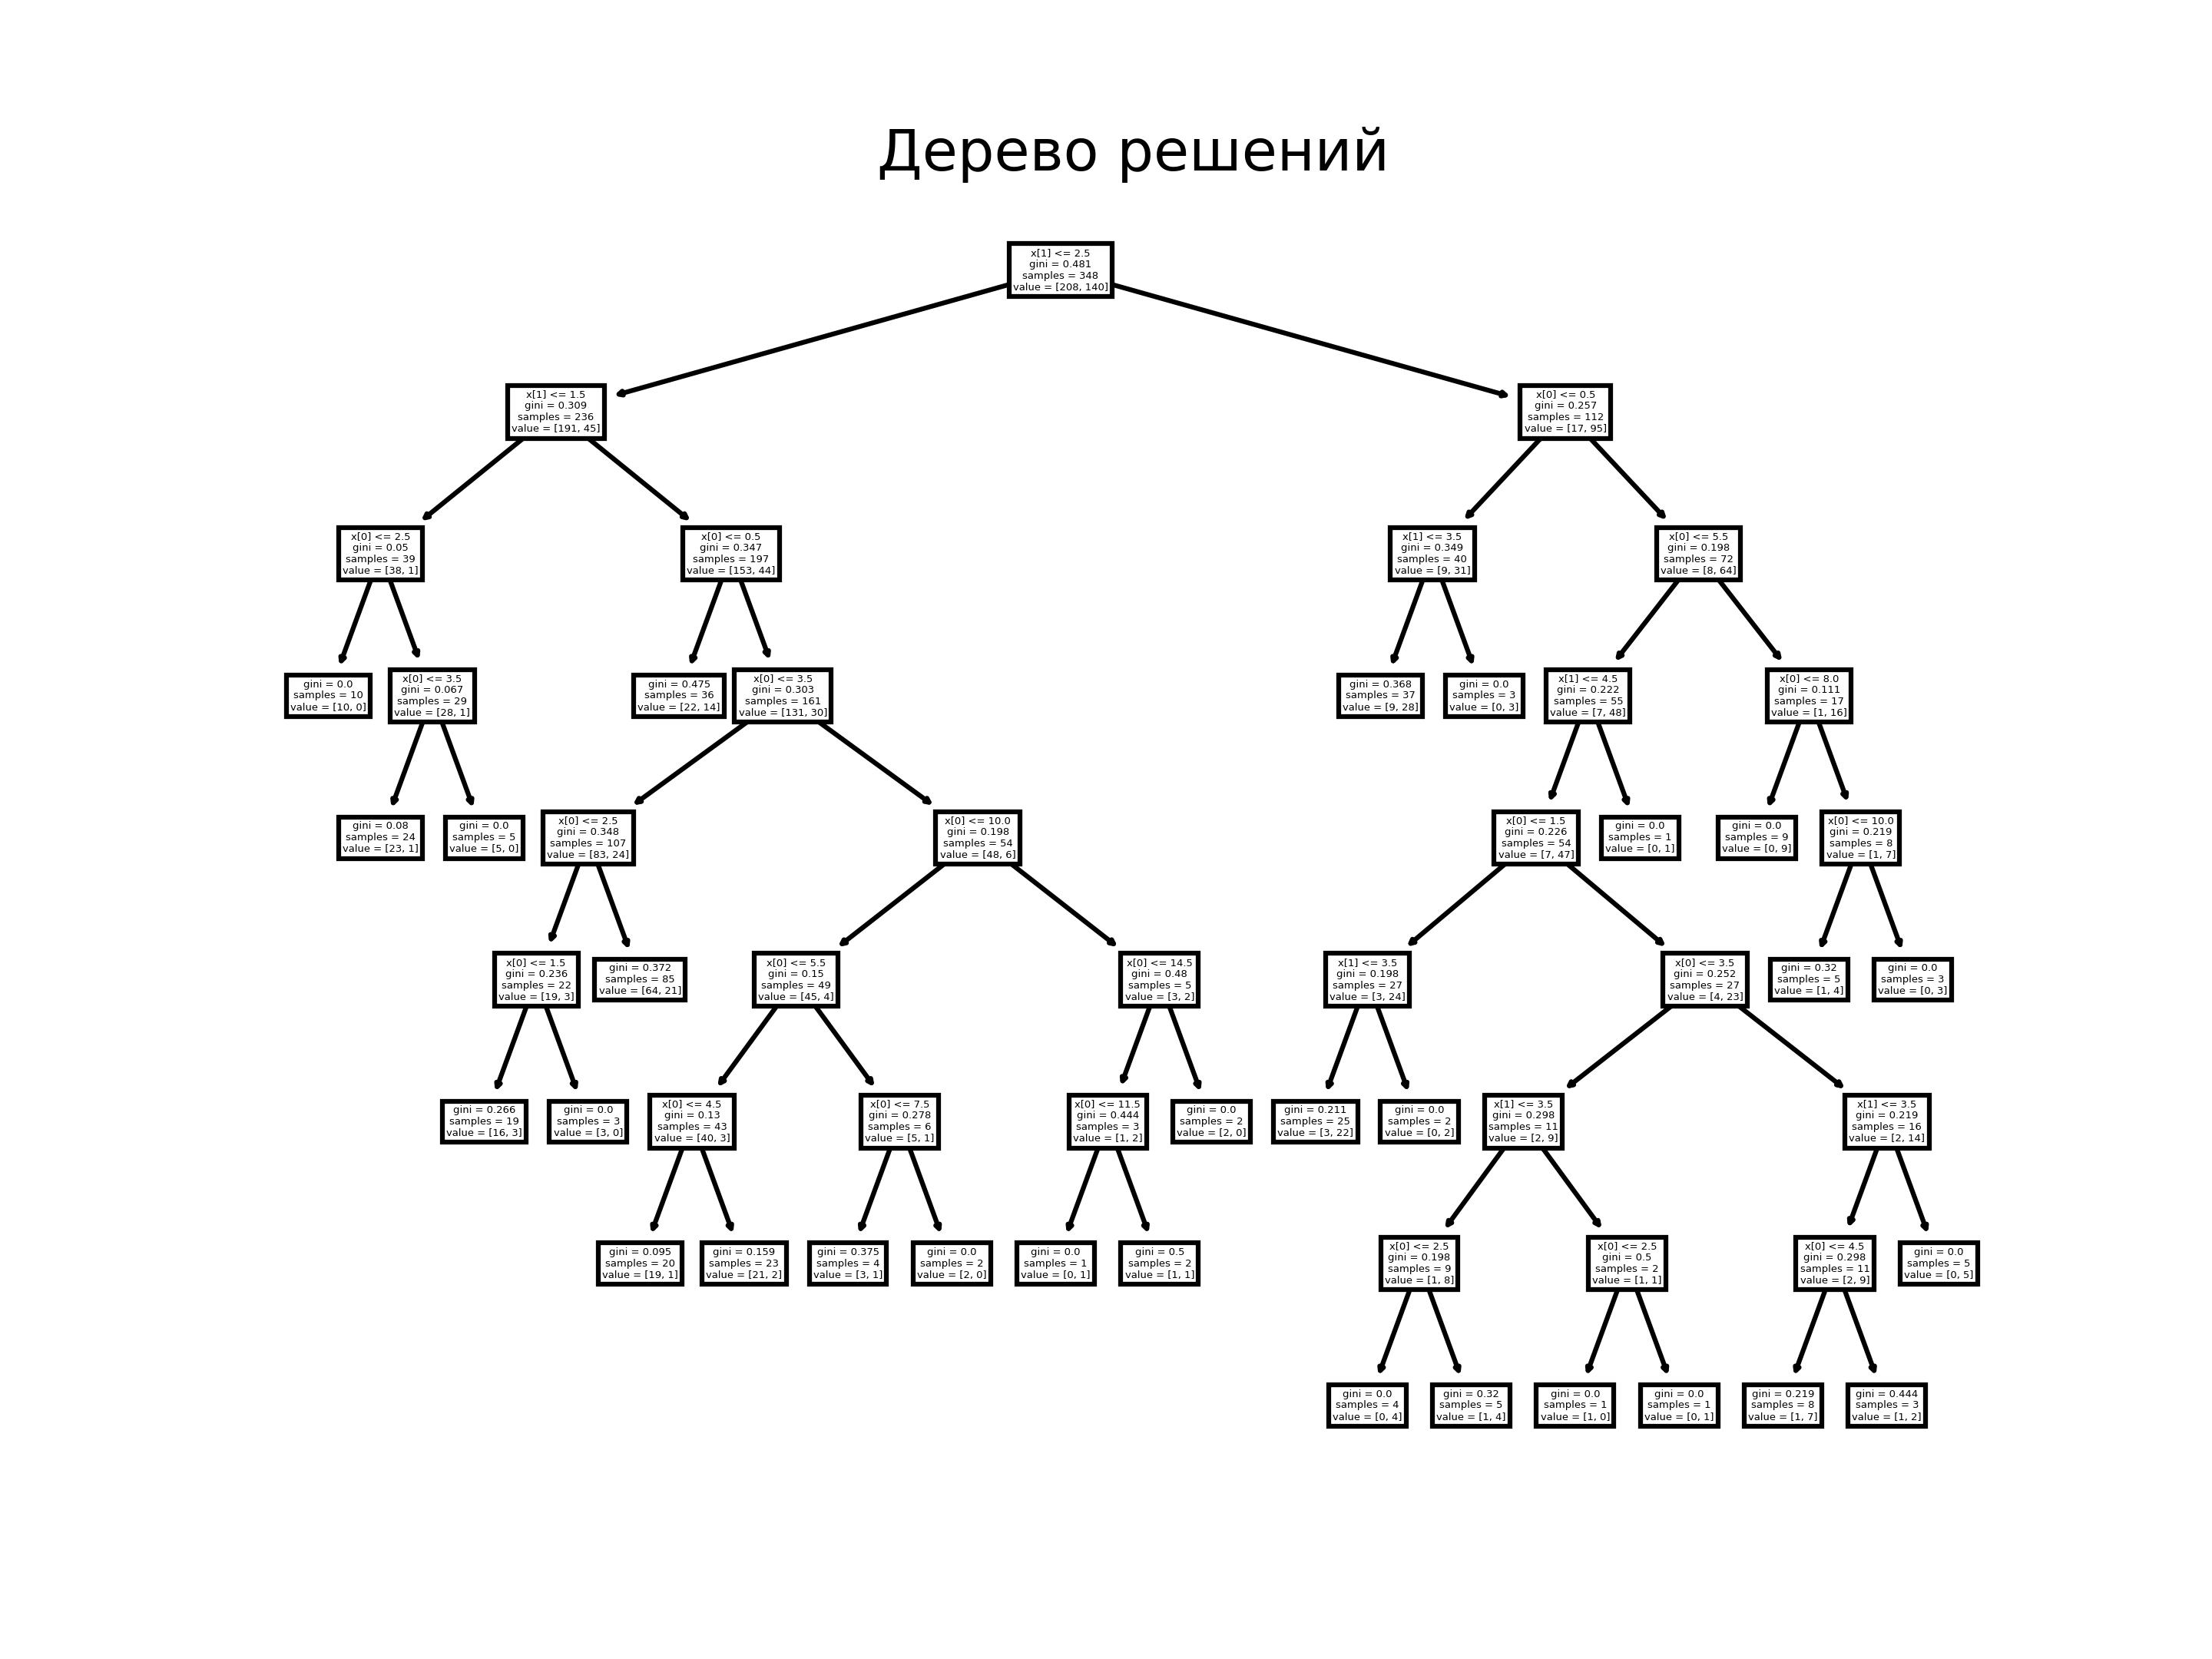 Дерево решений
x[1] <= 2.5
gini = 0.481
samples = 348
value = [208, 140]
x[1] <= 1.5
gini = 0.309
samples = 236
value = [191, 45]
x[0] <= 0.5
gini = 0.257
samples = 112
value = [17, 95]
x[0] <= 2.5
gini = 0.05
samples = 39
value = [38, 1]
x[0] <= 0.5
gini = 0.347
samples = 197
value = [153, 44]
x[1] <= 3.5
gini = 0.349
samples = 40
value = [9, 31]
x[0] <= 5.5
gini = 0.198
samples = 72
value = [8, 64]
gini = 0.0
samples = 10
value = [10, 0]
x[0] <= 3.5
gini = 0.067
samples = 29
value = [28, 1]
gini = 0.475
samples = 36
value = [22, 14]
x[0] <= 3.5
gini = 0.303
samples = 161
value = [131, 30]
gini = 0.368
samples = 37
value = [9, 28]
gini = 0.0
samples = 3
value = [0, 3]
x[1] <= 4.5
gini = 0.222
samples = 55
value = [7, 48]
x[0] <= 8.0
gini = 0.111
samples = 17
value = [1, 16]
gini = 0.08
samples = 24
value = [23, 1]
gini = 0.0
samples = 5
value = [5, 0]
x[0] <= 2.5
gini = 0.348
samples = 107
value = [83, 24]
x[0] <= 10.0
gini = 0.198
samples = 54
value = [48, 6]
x[0] <= 1.5
gini = 0.226
samples = 54
value = [7, 47]
gini = 0.0
samples = 1
value = [0, 1]
gini = 0.0
samples = 9
value = [0, 9]
x[0] <= 10.0
gini = 0.219
samples = 8
value = [1, 7]
x[0] <= 1.5
gini = 0.236
samples = 22
value = [19, 3]
gini = 0.372
samples = 85
value = [64, 21]
x[0] <= 5.5
gini = 0.15
samples = 49
value = [45, 4]
x[0] <= 14.5
gini = 0.48
samples = 5
value = [3, 2]
x[1] <= 3.5
gini = 0.198
samples = 27
value = [3, 24]
x[0] <= 3.5
gini = 0.252
samples = 27
value = [4, 23]
gini = 0.32
samples = 5
value = [1, 4]
gini = 0.0
samples = 3
value = [0, 3]
gini = 0.266
samples = 19
value = [16, 3]
gini = 0.0
samples = 3
value = [3, 0]
x[0] <= 4.5
gini = 0.13
samples = 43
value = [40, 3]
x[0] <= 7.5
gini = 0.278
samples = 6
value = [5, 1]
x[0] <= 11.5
gini = 0.444
samples = 3
value = [1, 2]
gini = 0.0
samples = 2
value = [2, 0]
gini = 0.211
samples = 25
value = [3, 22]
gini = 0.0
samples = 2
value = [0, 2]
x[1] <= 3.5
gini = 0.298
samples = 11
value = [2, 9]
x[1] <= 3.5
gini = 0.219
samples = 16
value = [2, 14]
gini = 0.095
samples = 20
value = [19, 1]
gini = 0.159
samples = 23
value = [21, 2]
gini = 0.375
samples = 4
value = [3, 1]
gini = 0.0
samples = 2
value = [2, 0]
gini = 0.0
samples = 1
value = [0, 1]
gini = 0.5
samples = 2
value = [1, 1]
x[0] <= 2.5
gini = 0.198
samples = 9
value = [1, 8]
x[0] <= 2.5
gini = 0.5
samples = 2
value = [1, 1]
x[0] <= 4.5
gini = 0.298
samples = 11
value = [2, 9]
gini = 0.0
samples = 5
value = [0, 5]
gini = 0.0
samples = 4
value = [0, 4]
gini = 0.32
samples = 5
value = [1, 4]
gini = 0.0
samples = 1
value = [1, 0]
gini = 0.0
samples = 1
value = [0, 1]
gini = 0.219
samples = 8
value = [1, 7]
gini = 0.444
samples = 3
value = [1, 2]